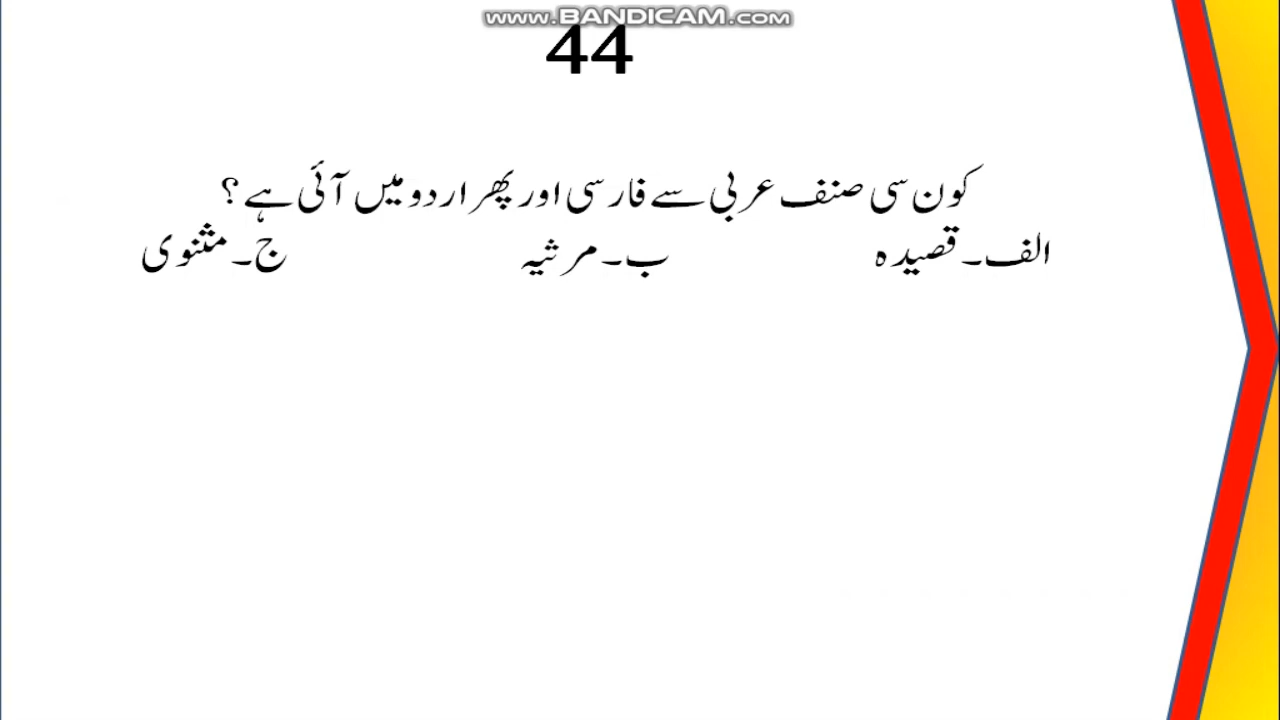 www.BANDICAM.com
44
کون سی صنف عربی سے فارسی اور پھر اردو میں آئی ہے ؟
الف۔قصیدہ ب۔مرثیہ ج۔مثنوی